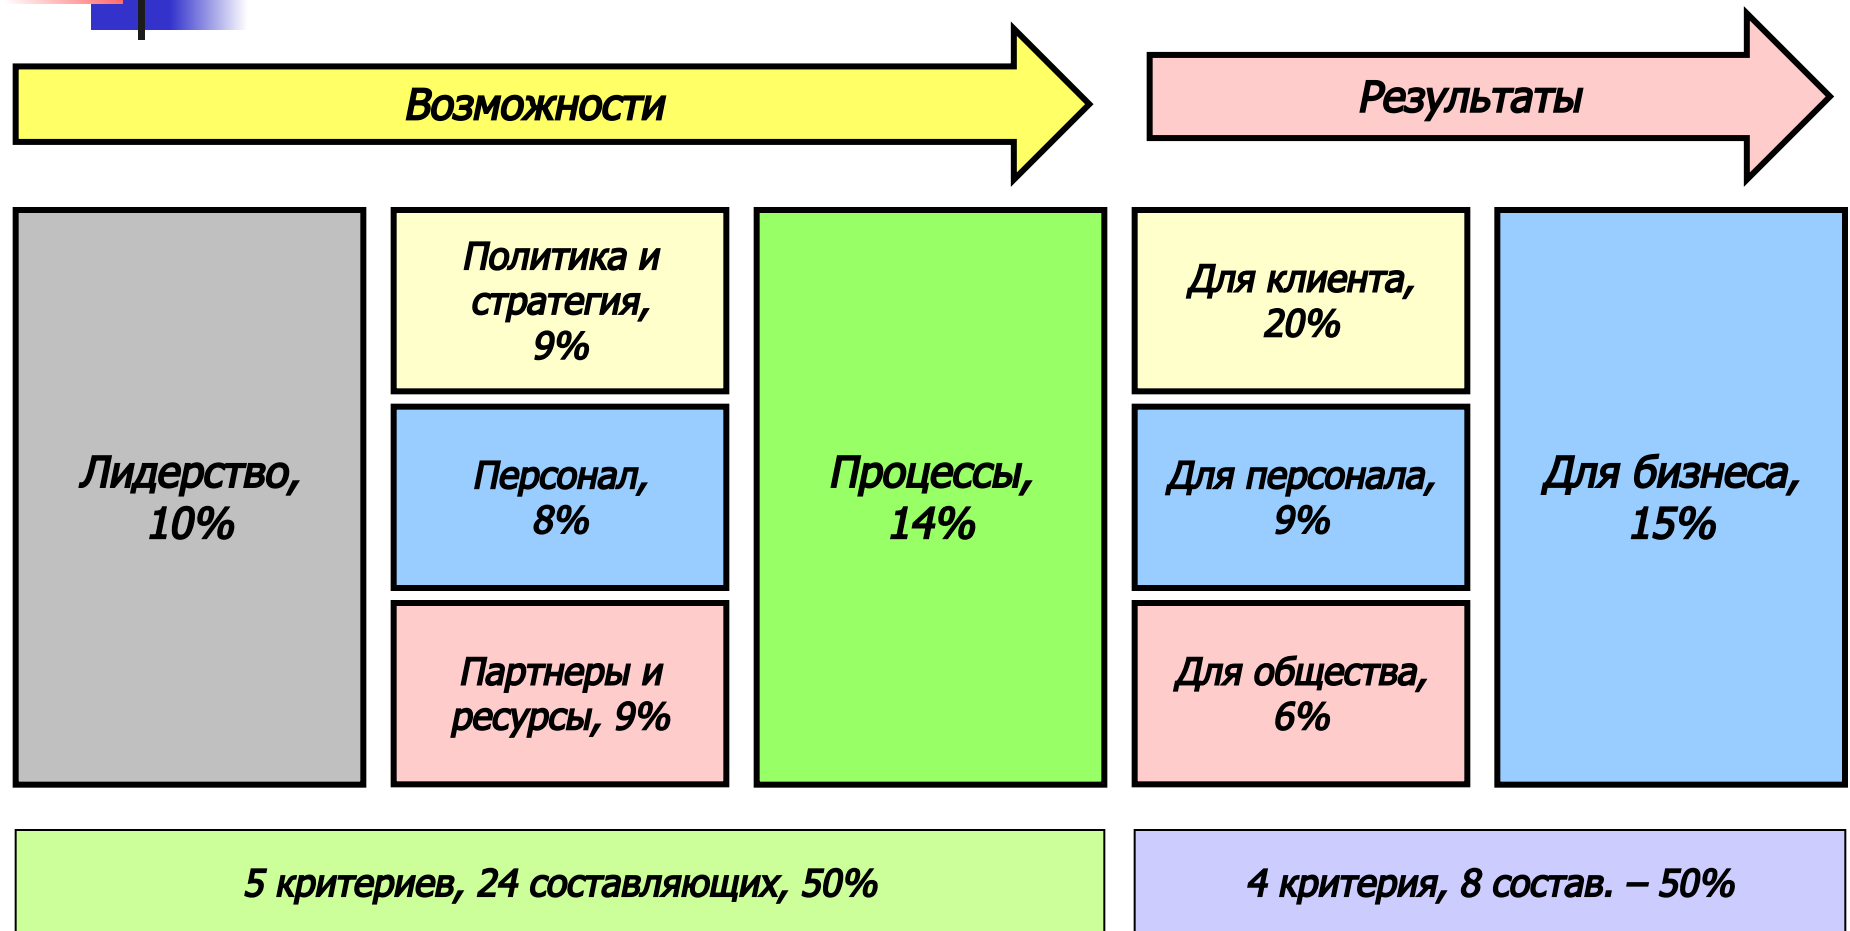 Возможности
Результаты
Лидерство,
10%
Политика и
стратегия,
9%
Персонал,
8%
Партнеры и
ресурсы, 9%
Процессы,
14%
Для клиента,
20%
Для персонала,
9%
Для общества,
6%
Для бизнеса,
15%
5 критериев, 24 составляющих, 50%
4 критерия, 8 состав. – 50%